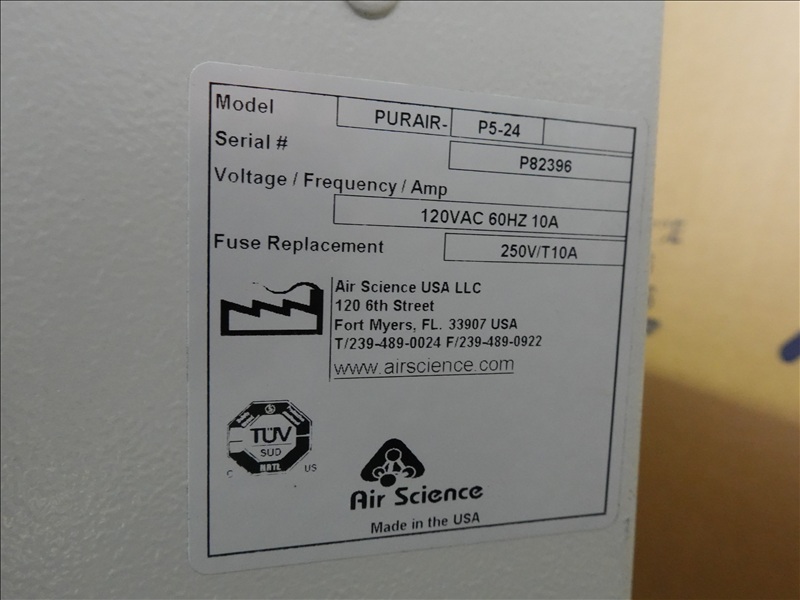 Model PURAIR- P5-24
Serial # P82396
Voltage / Frequency / Amp
120VAC 60HZ 10A
Fuse Replacement 250V/T10A
Air Science USA LLC
120 6th Street
Fort Myers, FL. 33907 USA
T/239-489-0024 F/239-489-0922
www.airscience.com
TÜV
SUD
NRTL
C US
Air Science
Made in the USA